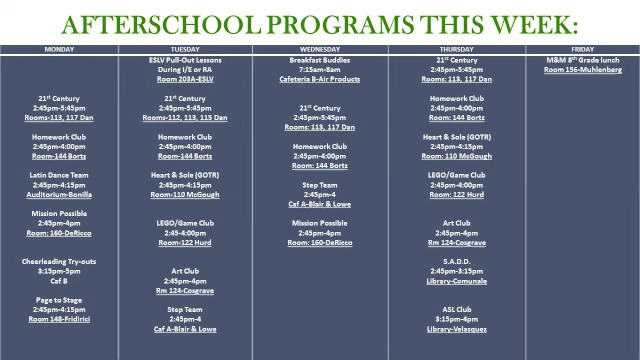 AFTERSCHOOL PROGRAMS THIS WEEK:
MONDAY
21st Century
2:45pm-5:45pm
Rooms-113, 117 Dan
Homework Club
2:45pm-4:00pm
Room-144 Bortz
Latin Dance Team
2:45pm-4:15pm
Auditorium-Bonilla
Mission Possible
2:45pm-4pm
Room: 160-DeRicco
Cheerleading Try-outs
3:15pm-5pm
Caf B
Page to Stage
2:45pm-4:15pm
Room 148-Fridirici
TUESDAY
ESLV Pull-Out Lessons
During I/E or RA
Room 203A-ESLV
21st Century
2:45pm-5:45pm
Rooms-112, 113, 115 Dan
Homework Club
2:45pm-4:00pm
Room-144 Bortz
Heart & Sole (GOTR)
2:45pm-4:15pm
Room-110 McGough
LEGO/Game Club
2:45-4:00pm
Room-122 Hurd
Art Club
2:45pm-4pm
Rm 124-Cosgrave
Step Team
2:45pm-4
Caf A-Blair & Lowe
WEDNESDAY
Breakfast Buddies
7:15am-8am
Cafeteria B-Air Products
21st Century
2:45pm-5:45pm
Rooms: 113, 117 Dan
Homework Club
2:45pm-4:00pm
Room: 144 Bortz
Step Team
2:45pm-4
Caf A-Blair & Lowe
Mission Possible
2:45pm-4pm
Room: 160-DeRicco
THURSDAY
21st Century
2:45pm-5:45pm
Rooms: 113, 117 Dan
Homework Club
2:45pm-4:00pm
Room: 144 Bortz
Heart & Sole (GOTR)
2:45pm-4:15pm
Room: 110 McGough
LEGO/Game Club
2:45pm-4:00pm
Room: 122 Hurd
Art Club
2:45pm-4pm
Rm 124-Cosgrave
S.A.D.D.
2:45pm-3:15pm
Library-Comunale
ASL Club
3:15pm-4pm
Library-Velasquez
FRIDAY
M&M 8th Grade lunch
Room 156-Muhlenberg